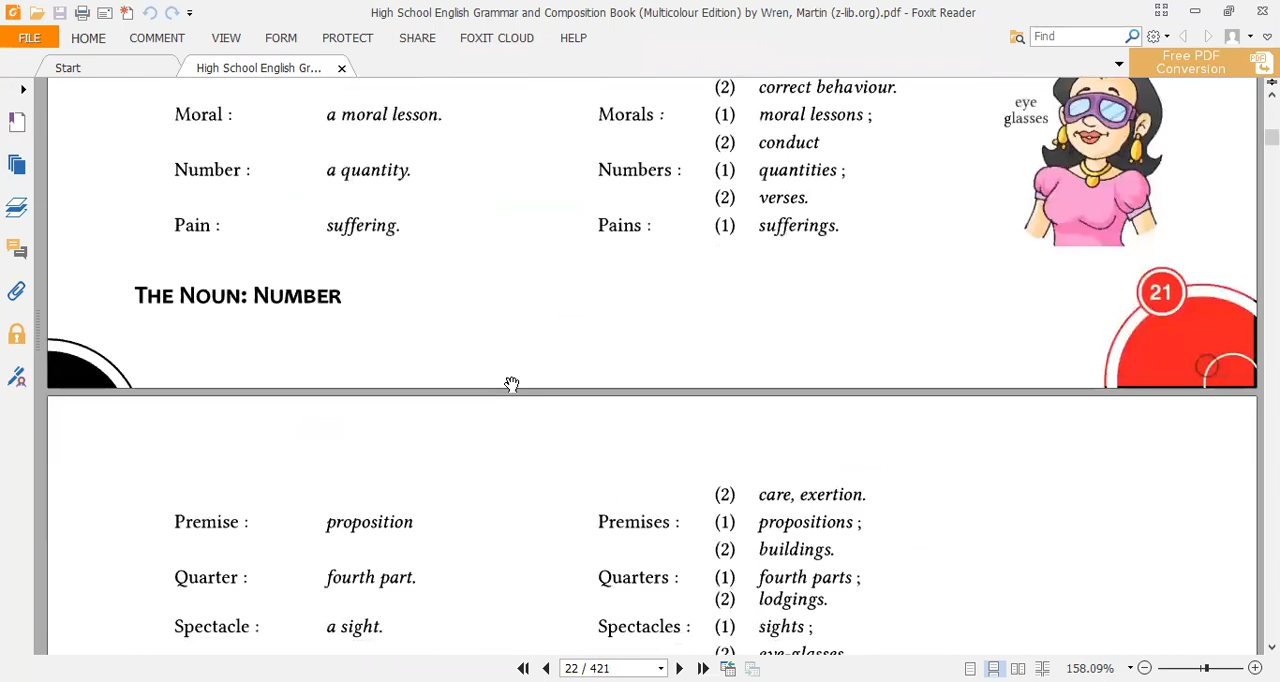 High School English Grammar and Composition Book (Multicolour Edition) by Wren, Martin (z-lib.org).pdf - Foxit Reader
FILE HOME COMMENT VIEW FORM PROTECT SHARE FOXIT CLOUD HELP Find
Start High School English Gr... Free PDF
Conversion
(2) correct behaviour.
eye
glasses
Moral : a moral lesson. Morals : (1) moral lessons ;
(2) conduct
Number : a quantity. Numbers : (1) quantities ;
(2) verses.
Pain : suffering. Pains : (1) sufferings.
THE NOUN: NUMBER 21
(2) care, exertion.
Premise : proposition Premises : (1) propositions ;
(2) buildings.
Quarter : fourth part. Quarters : (1) fourth parts ;
(2) lodgings.
Spectacle : a sight. Spectacles : (1) sights ;
(2) eye-glasses
22 / 421 158.09%